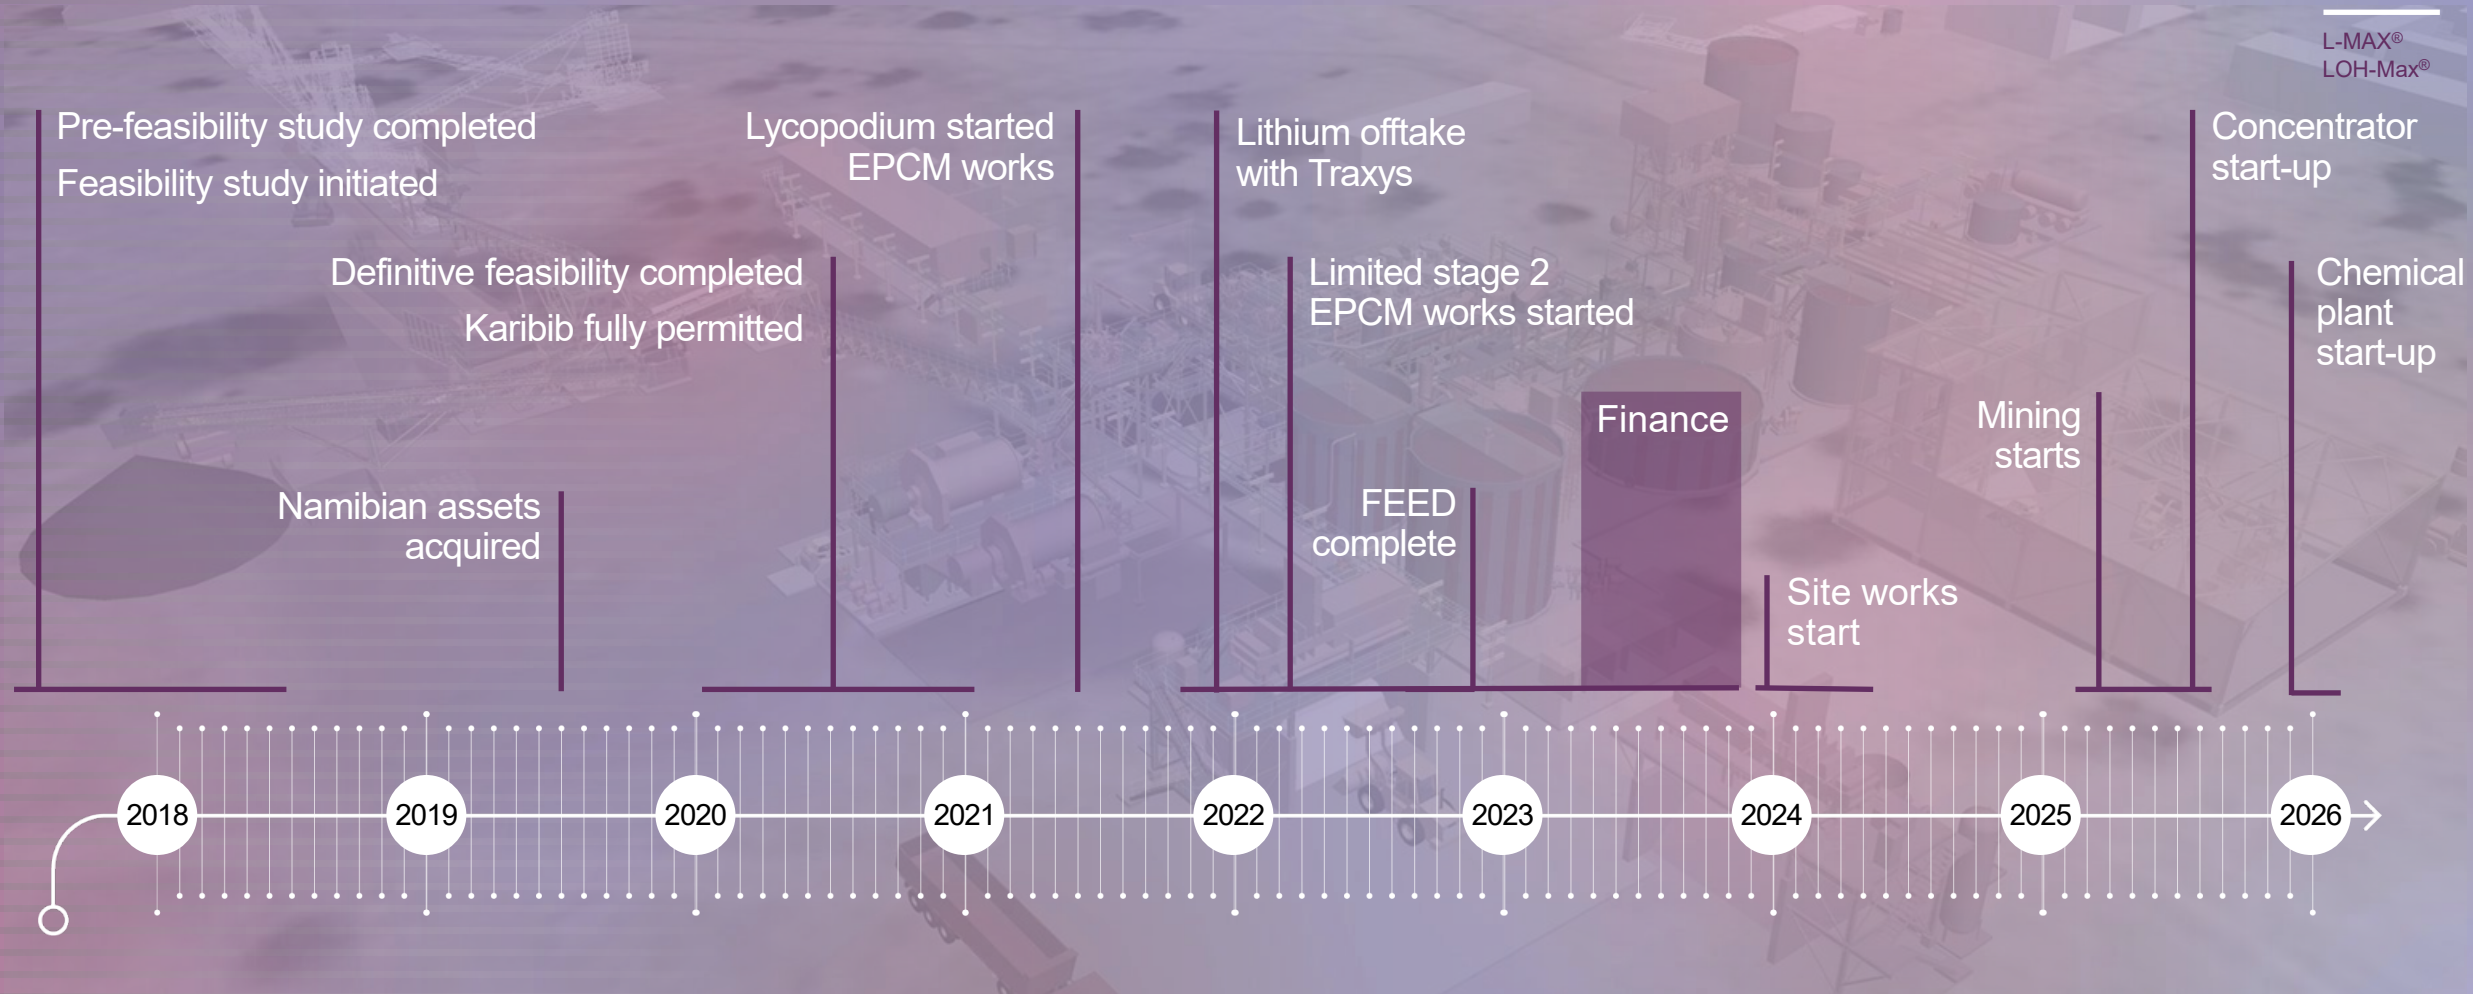 L-MAX®
LOH-Max®
Pre-feasibility study completed
Feasibility study initiated
Lycopodium started
EPCM works
Lithium offtake
with Traxys
Concentrator
start-up
Definitive feasibility completed
Karibib fully permitted
Limited stage 2
EPCM works started
Chemical
plant
start-up
Finance
Mining
starts
Namibian assets
acquired
FEED
complete
Site works
start
2018
2019
2020
2021
2022
2023
2024
2025
2026